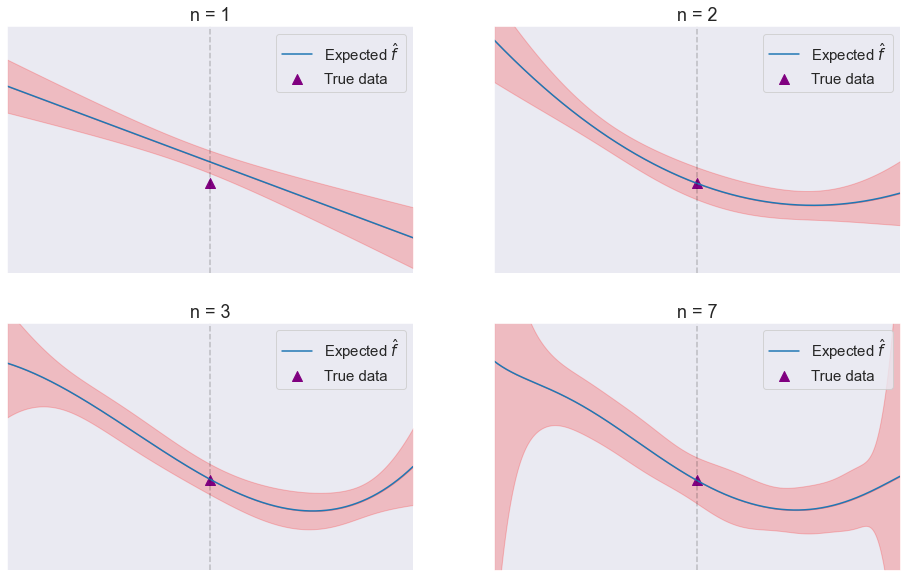 n = 1
Expected f̂
True data
n = 2
Expected f̂
True data
n = 3
Expected f̂
True data
n = 7
Expected f̂
True data